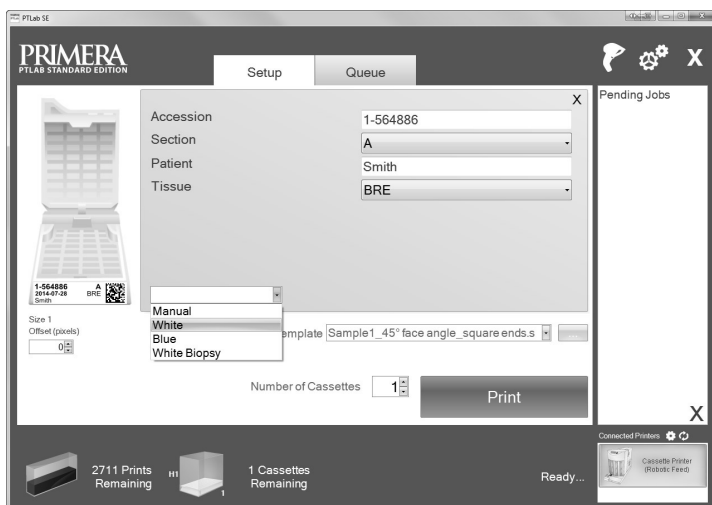 PTLab SE
PRIMERA
PTLAB STANDARD EDITION
Setup
Queue
X
X
Accession
1-564886
Section
A
Patient
Smith
Tissue
BRE
Pending Jobs
1-564886 A
2014-07-28 BRE
Smith
Size 1
Offset (pixels)
0
Manual
White
Blue
White Biopsy
emplate
Sample1_45° face angle_square ends.s
Number of Cassettes
1
Print
X
Connected Printers
2711 Prints
Remaining
H1
1
1 Cassettes
Remaining
Ready...
Cassette Printer
(Robotic Feed)